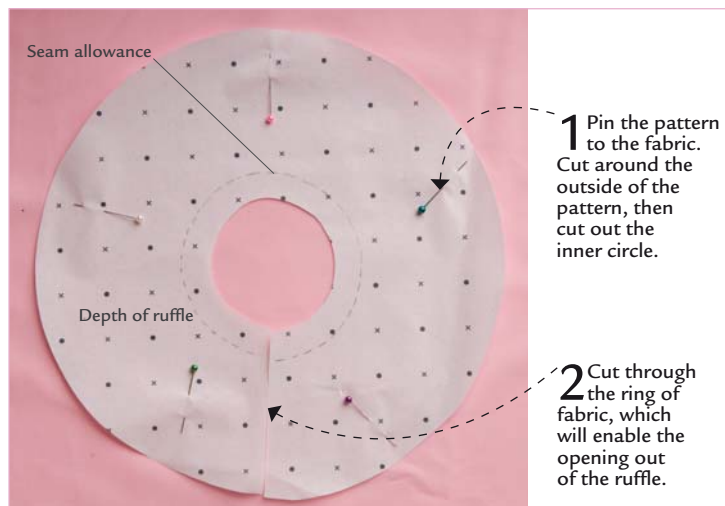 Seam allowance
Depth of ruffle
1 Pin the pattern
to the fabric.
Cut around the
outside of the
pattern, then
cut out the
inner circle.
2 Cut through
the ring of
fabric, which
will enable the
opening out
of the ruffle.